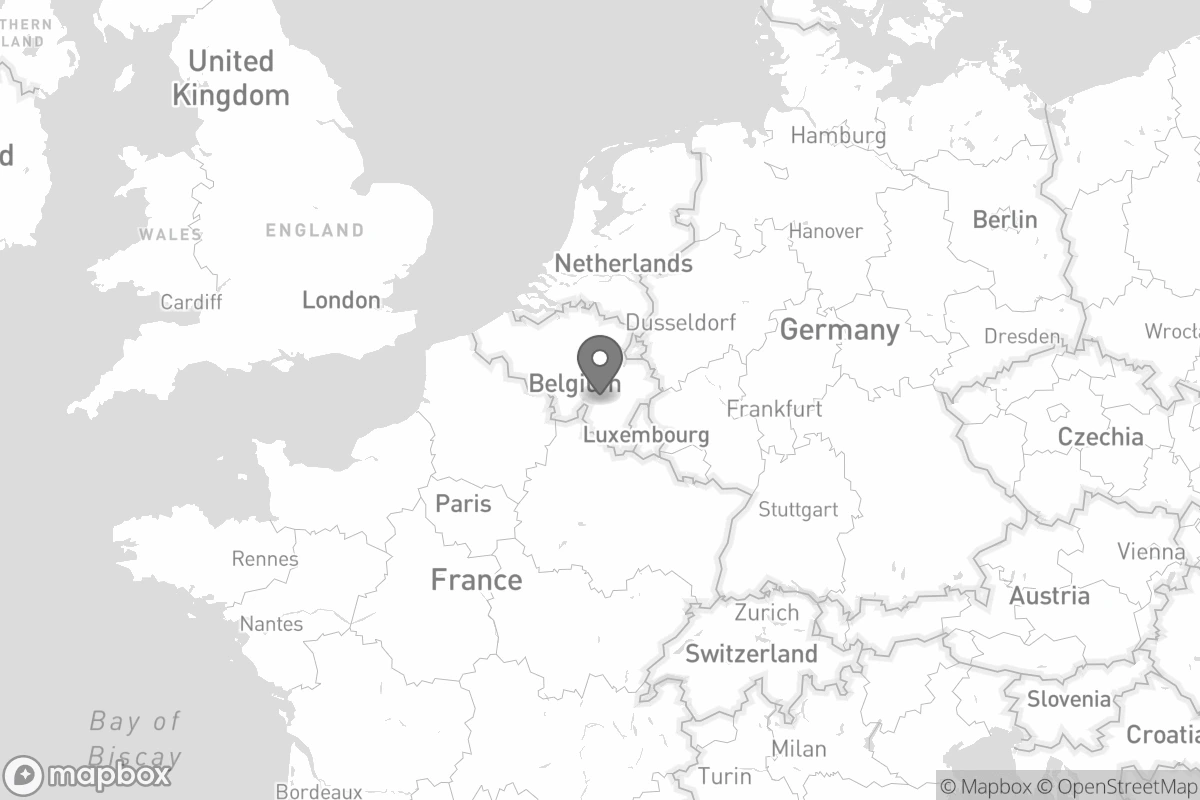 THERN
LAND
United
Kingdom
d
Hamburg
WALES
ENGLAND
Hanover
Berlin
Netherlands
Cardiff
London
Dusseldorf
Germany
Dresden
Wrocła
Belgium
Frankfurt
Luxembourg
Czechia
Paris
Stuttgart
Rennes
France
Vienna
Austria
Nantes
Zurich
Switzerland
Slovenia
Bay of
Biscay
Croatia
Milan
Turin
Bordeaux
mapbox
© Mapbox © OpenStreetMap